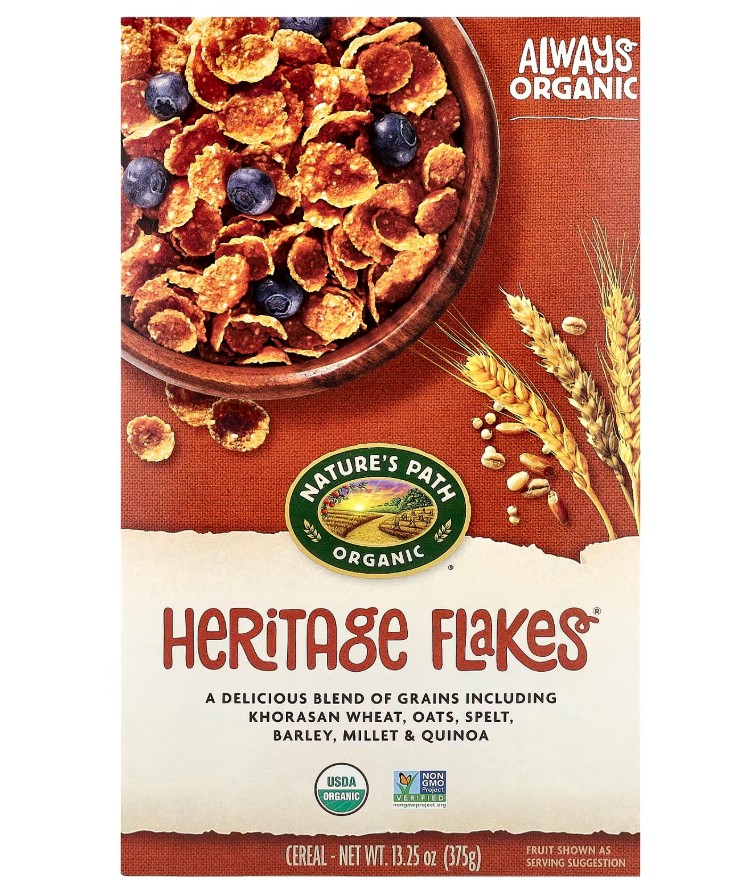 ALWAYS
ORGANIC
NATURE'S PATH
ORGANIC
®
HERITAGE FLAKES®
A DELICIOUS BLEND OF GRAINS INCLUDING
KHORASAN WHEAT, OATS, SPELT,
BARLEY, MILLET & QUINOA
USDA
ORGANIC
NON
GMO
Project
VERIFIED
nongmoproject.org
CEREAL - NET WT. 13.25 oz (375g)
FRUIT SHOWN AS
SERVING SUGGESTION